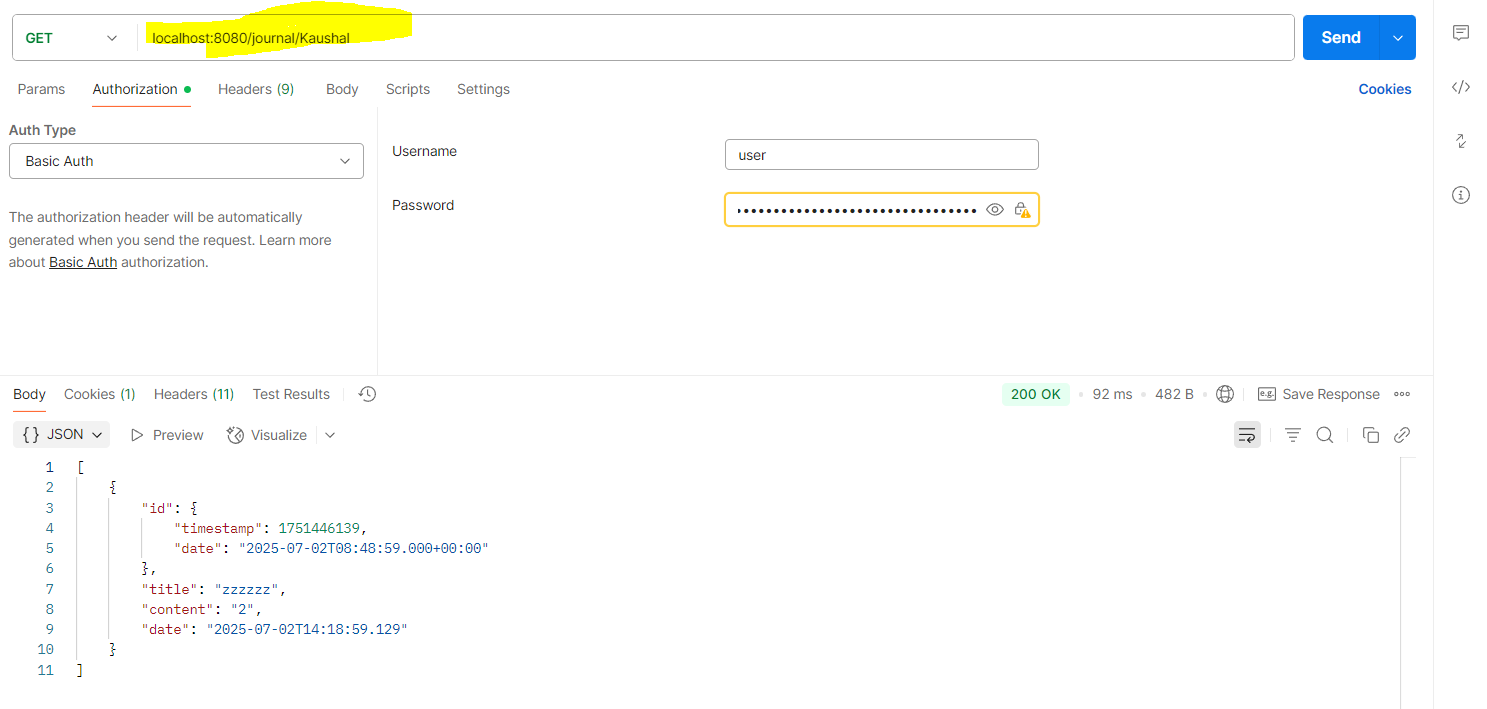 GET localhost:8080/journal/Kaushal Send
Params Authorization Headers (9) Body Scripts Settings Cookies
Auth Type
Basic Auth
The authorization header will be automatically
generated when you send the request. Learn more
about Basic Auth authorization.
Username user
Password ••••••••••••••••••••••••••••••
Body Cookies (1) Headers (11) Test Results 200 OK • 92 ms • 482 B • e.g. Save Response
{} JSON Preview Visualize
1 [
2 {
3 "id": {
4 "timestamp": 1751446139,
5 "date": "2025-07-02T08:48:59.000+00:00"
6 },
7 "title": "zzzzzz",
8 "content": "2",
9 "date": "2025-07-02T14:18:59.129"
10 }
11 ]